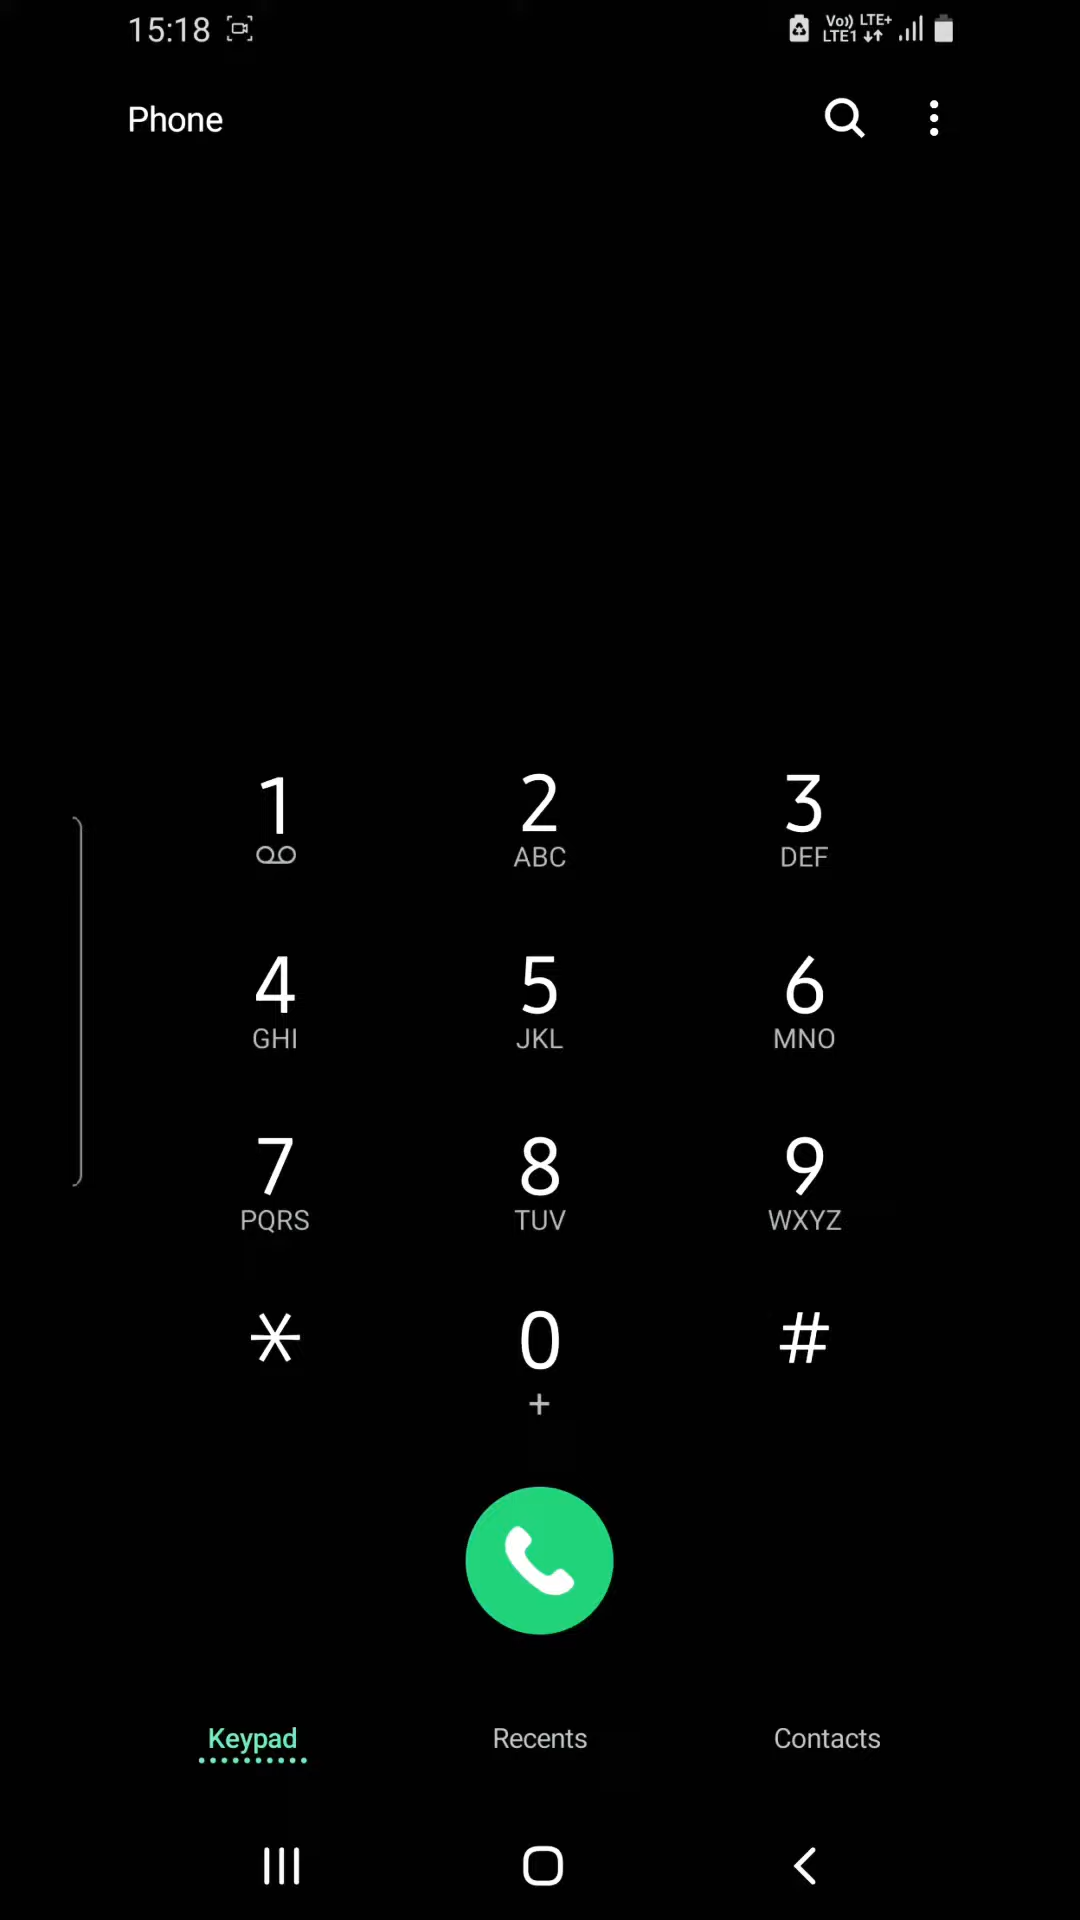 15:18
Vo)) LTE+
LTE1
Phone
1 2 3
ABC DEF
4 5 6
GHI JKL MNO
7 8 9
PQRS TUV WXYZ
* 0 #
+
Keypad Recents Contacts